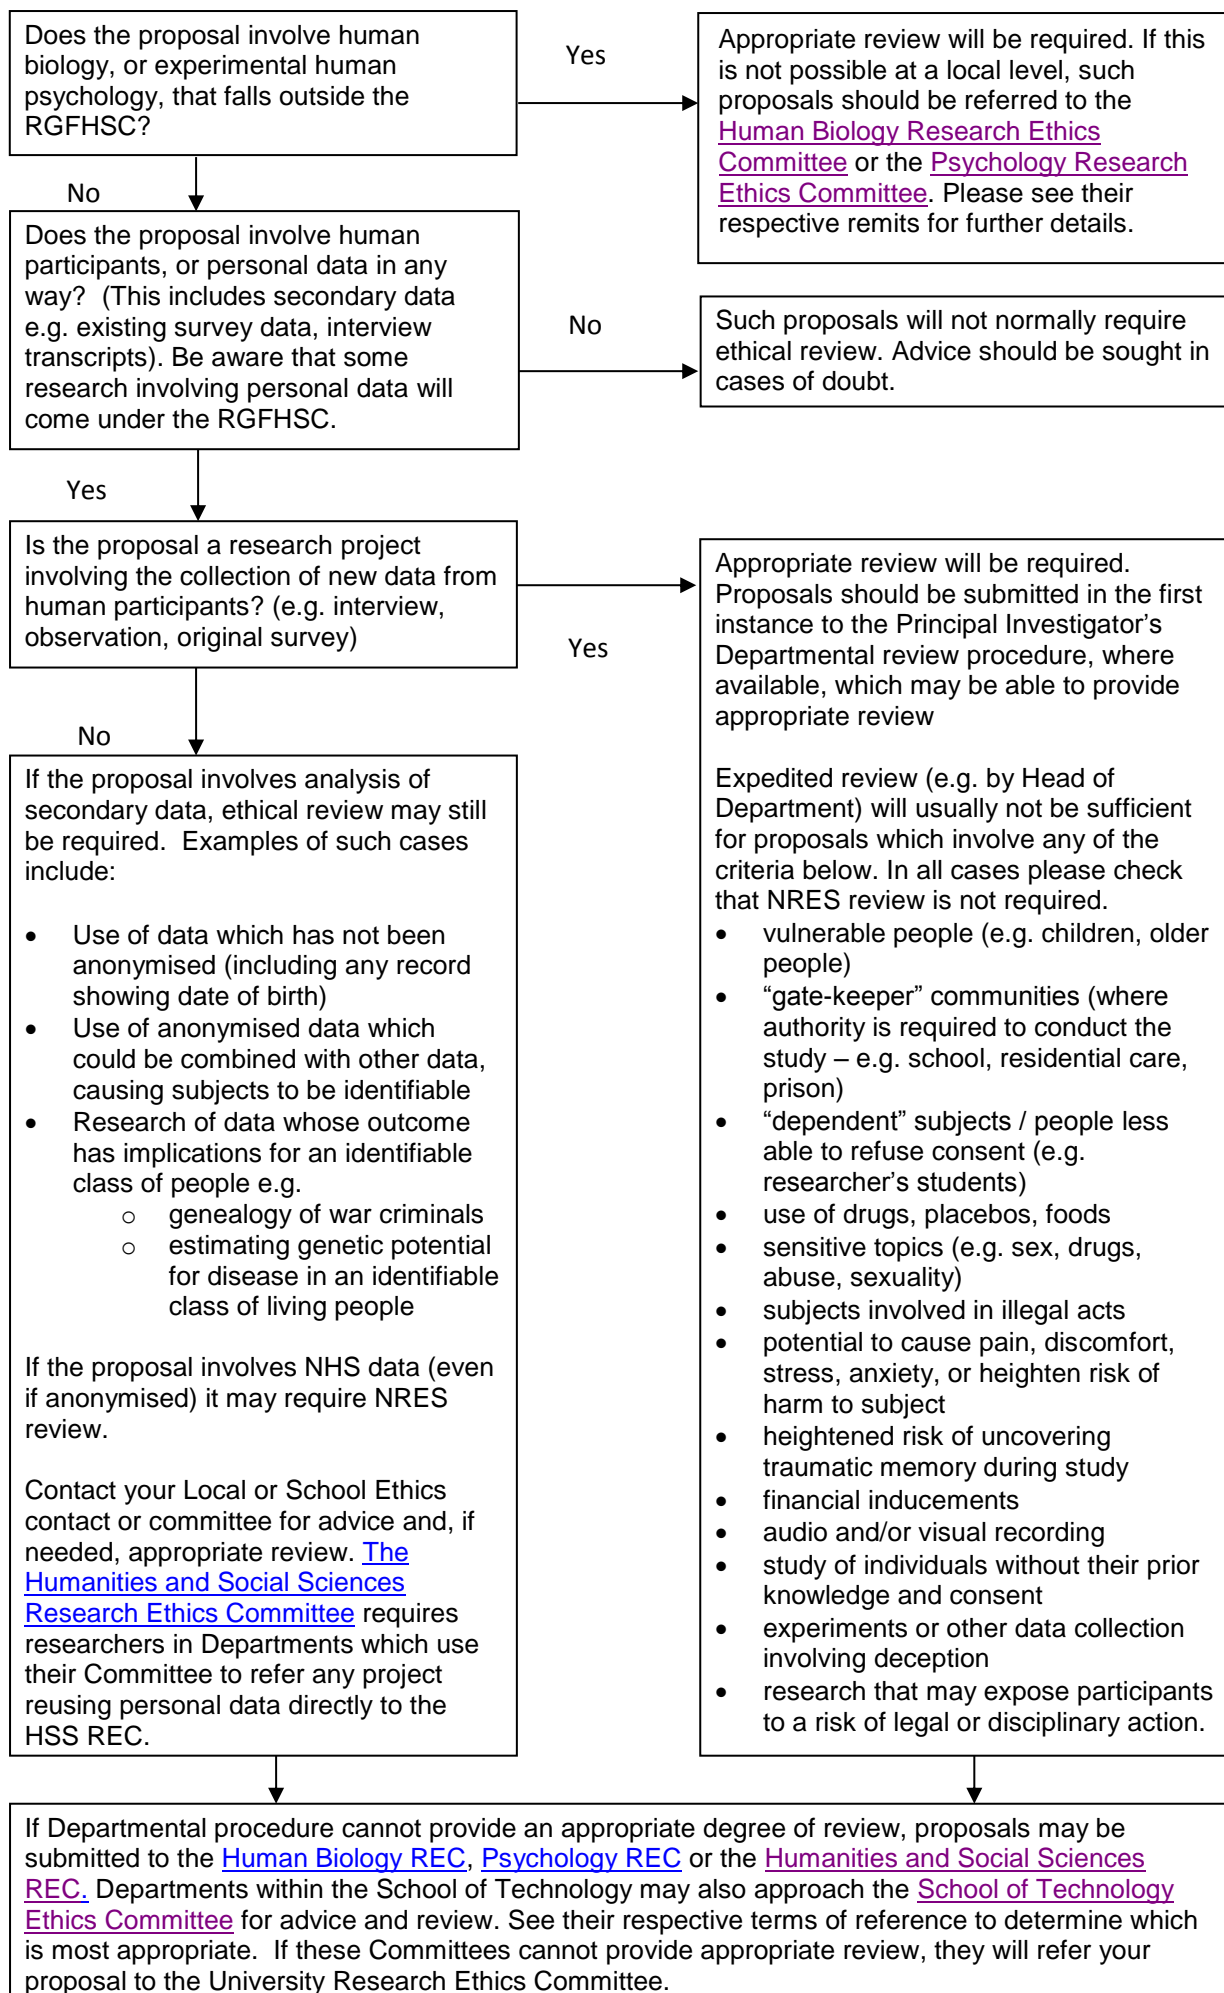 Does the proposal involve human
biology, or experimental human
psychology, that falls outside the
RGFHSC?
Yes
Appropriate review will be required. If this
is not possible at a local level, such
proposals should be referred to the
Human Biology Research Ethics
Committee or the Psychology Research
Ethics Committee. Please see their
respective remits for further details.
No
Does the proposal involve human
participants, or personal data in any
way?  (This includes secondary data
e.g. existing survey data, interview
transcripts). Be aware that some
research involving personal data will
come under the RGFHSC.
No
Such proposals will not normally require
ethical review. Advice should be sought in
cases of doubt.
Yes
Is the proposal a research project
involving the collection of new data from
human participants? (e.g. interview,
observation, original survey)
Yes
Appropriate review will be required.
Proposals should be submitted in the first
instance to the Principal Investigator’s
Departmental review procedure, where
available, which may be able to provide
appropriate review
Expedited review (e.g. by Head of
Department) will usually not be sufficient
for proposals which involve any of the
criteria below. In all cases please check
that NRES review is not required.
• vulnerable people (e.g. children, older
people)
• “gate-keeper” communities (where
authority is required to conduct the
study – e.g. school, residential care,
prison)
• “dependent” subjects / people less
able to refuse consent (e.g.
researcher’s students)
• use of drugs, placebos, foods
• sensitive topics (e.g. sex, drugs,
abuse, sexuality)
• subjects involved in illegal acts
• potential to cause pain, discomfort,
stress, anxiety, or heighten risk of
harm to subject
• heightened risk of uncovering
traumatic memory during study
• financial inducements
• audio and/or visual recording
• study of individuals without their prior
knowledge and consent
• experiments or other data collection
involving deception
• research that may expose participants
to a risk of legal or disciplinary action.
No
If the proposal involves analysis of
secondary data, ethical review may still
be required.  Examples of such cases
include:
• Use of data which has not been
anonymised (including any record
showing date of birth)
• Use of anonymised data which
could be combined with other data,
causing subjects to be identifiable
• Research of data whose outcome
has implications for an identifiable
class of people e.g.
o genealogy of war criminals
o estimating genetic potential
for disease in an identifiable
class of living people
If the proposal involves NHS data (even
if anonymised) it may require NRES
review.
Contact your Local or School Ethics
contact or committee for advice and, if
needed, appropriate review. The
Humanities and Social Sciences
Research Ethics Committee requires
researchers in Departments which use
their Committee to refer any project
reusing personal data directly to the
HSS REC.
If Departmental procedure cannot provide an appropriate degree of review, proposals may be
submitted to the Human Biology REC, Psychology REC or the Humanities and Social Sciences
REC. Departments within the School of Technology may also approach the School of Technology
Ethics Committee for advice and review. See their respective terms of reference to determine which
is most appropriate.  If these Committees cannot provide appropriate review, they will refer your
proposal to the University Research Ethics Committee.